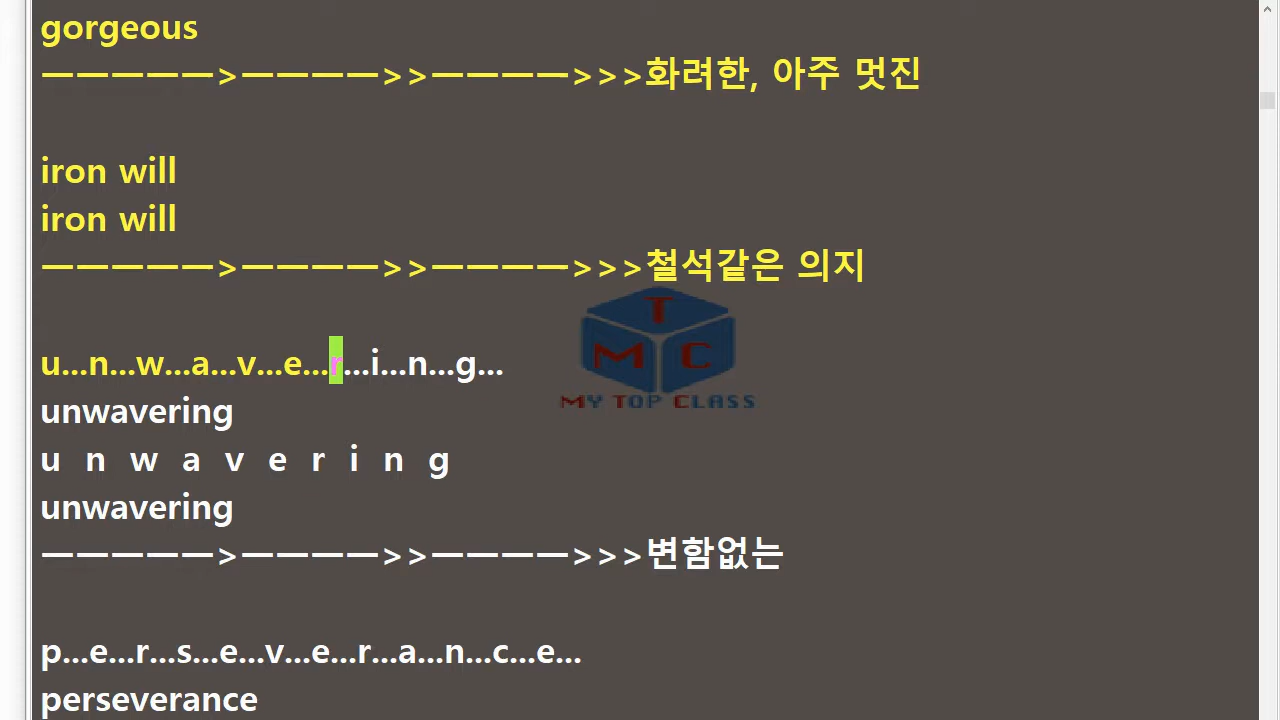 gorgeous
—————>————>>————>>>화려한, 아주 멋진
iron will
iron will
—————>————>>————>>>철석같은 의지
u...n...w...a...v...e...r...i...n...g...
unwavering
u n w a v e r i n g
unwavering
—————>————>>————>>>변함없는
p...e...r...s...e...v...e...r...a...n...c...e...
perseverance
T
M C
MY TOP CLASS